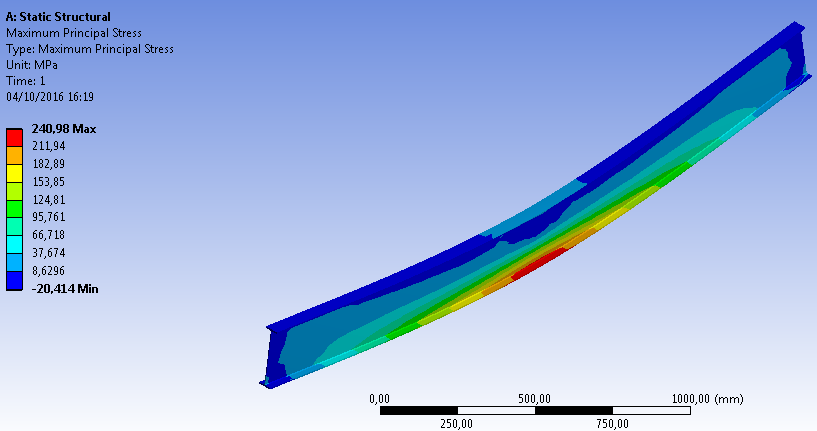 A: Static Structural
Maximum Principal Stress
Type: Maximum Principal Stress
Unit: MPa
Time: 1
04/10/2016 16:19
240,98 Max
211,94
182,89
153,85
124,81
95,761
66,718
37,674
8,6296
-20,414 Min
0,00 500,00 1000,00 (mm)
250,00 750,00